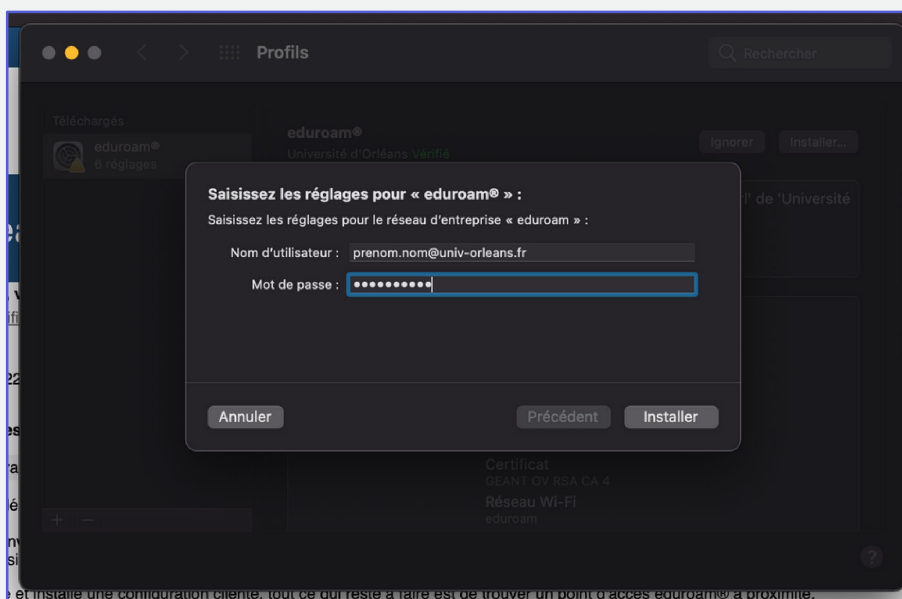 Profils
Rechercher
Téléchargés
eduroam®
6 réglages
eduroam®
Université d'Orléans Vérifié
Ignorer
Installer...
de 'Université
Saisissez les réglages pour « eduroam® » :
Saisissez les réglages pour le réseau d'entreprise « eduroam » :
Nom d'utilisateur : prenom.nom@univ-orleans.fr
Mot de passe : ••••••••••
Annuler
Précédent
Installer
Certificat
GEANT OV RSA CA 4
Réseau Wi-Fi
eduroam
+ −
?
et installé une configuration cliente, tout ce qui reste à faire est de trouver un point d'accès eduroam® à proximité.